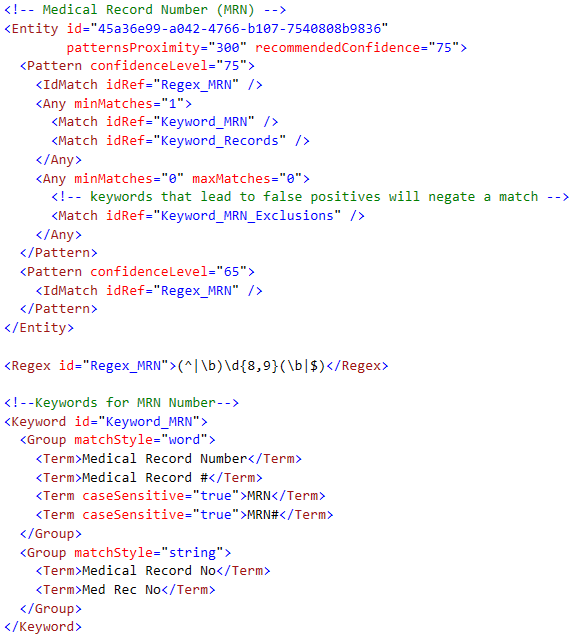 <!-- Medical Record Number (MRN) -->
<Entity id="45a36e99-a042-4766-b107-7540808b9836"
        patternsProximity="300" recommendedConfidence="75">
  <Pattern confidenceLevel="75">
    <IdMatch idRef="Regex_MRN" />
    <Any minMatches="1">
      <Match idRef="Keyword_MRN" />
      <Match idRef="Keyword_Records" />
    </Any>
    <Any minMatches="0" maxMatches="0">
      <!-- keywords that lead to false positives will negate a match -->
      <Match idRef="Keyword_MRN_Exclusions" />
    </Any>
  </Pattern>
  <Pattern confidenceLevel="65">
    <IdMatch idRef="Regex_MRN" />
  </Pattern>
</Entity>

<Regex id="Regex_MRN">(^|\b)\d{8,9}(\b|$)</Regex>

<!--Keywords for MRN Number-->
<Keyword id="Keyword_MRN">
  <Group matchStyle="word">
    <Term>Medical Record Number</Term>
    <Term>Medical Record #</Term>
    <Term caseSensitive="true">MRN</Term>
    <Term caseSensitive="true">MRN#</Term>
  </Group>
  <Group matchStyle="string">
    <Term>Medical Record No</Term>
    <Term>Med Rec No</Term>
  </Group>
</Keyword>